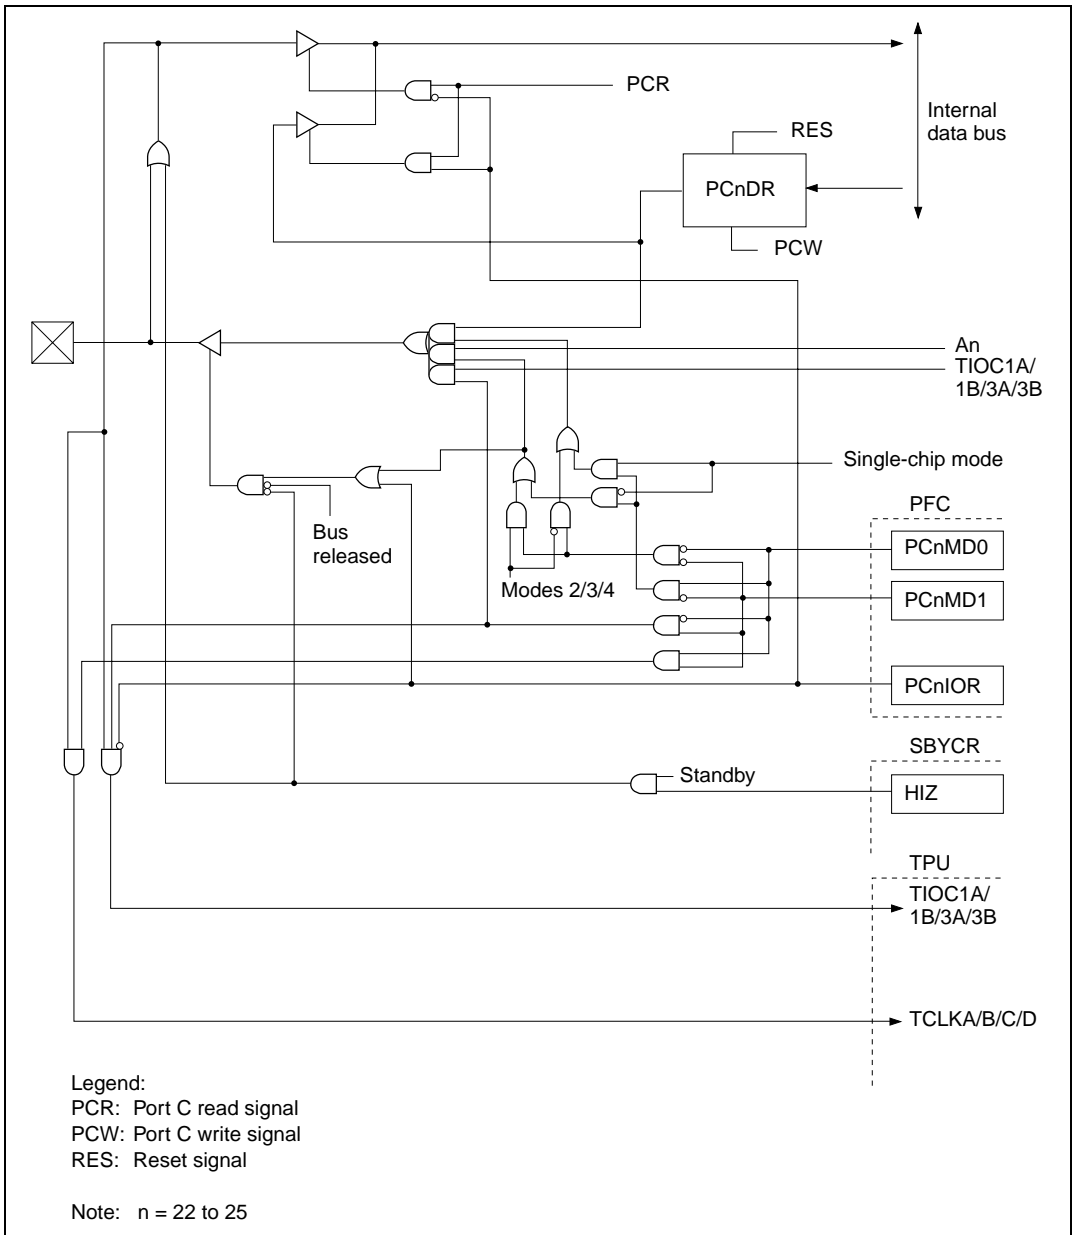 PCR
Internal
data bus
RES
PCnDR
PCW
An
TIOC1A/
1B/3A/3B
Single-chip mode
PFC
Bus
released
PCnMD0
Modes 2/3/4
PCnMD1
PCnIOR
SBYCR
Standby
HIZ
TPU
TIOC1A/
1B/3A/3B
TCLKA/B/C/D
Legend:
PCR: Port C read signal
PCW: Port C write signal
RES: Reset signal
Note: n = 22 to 25